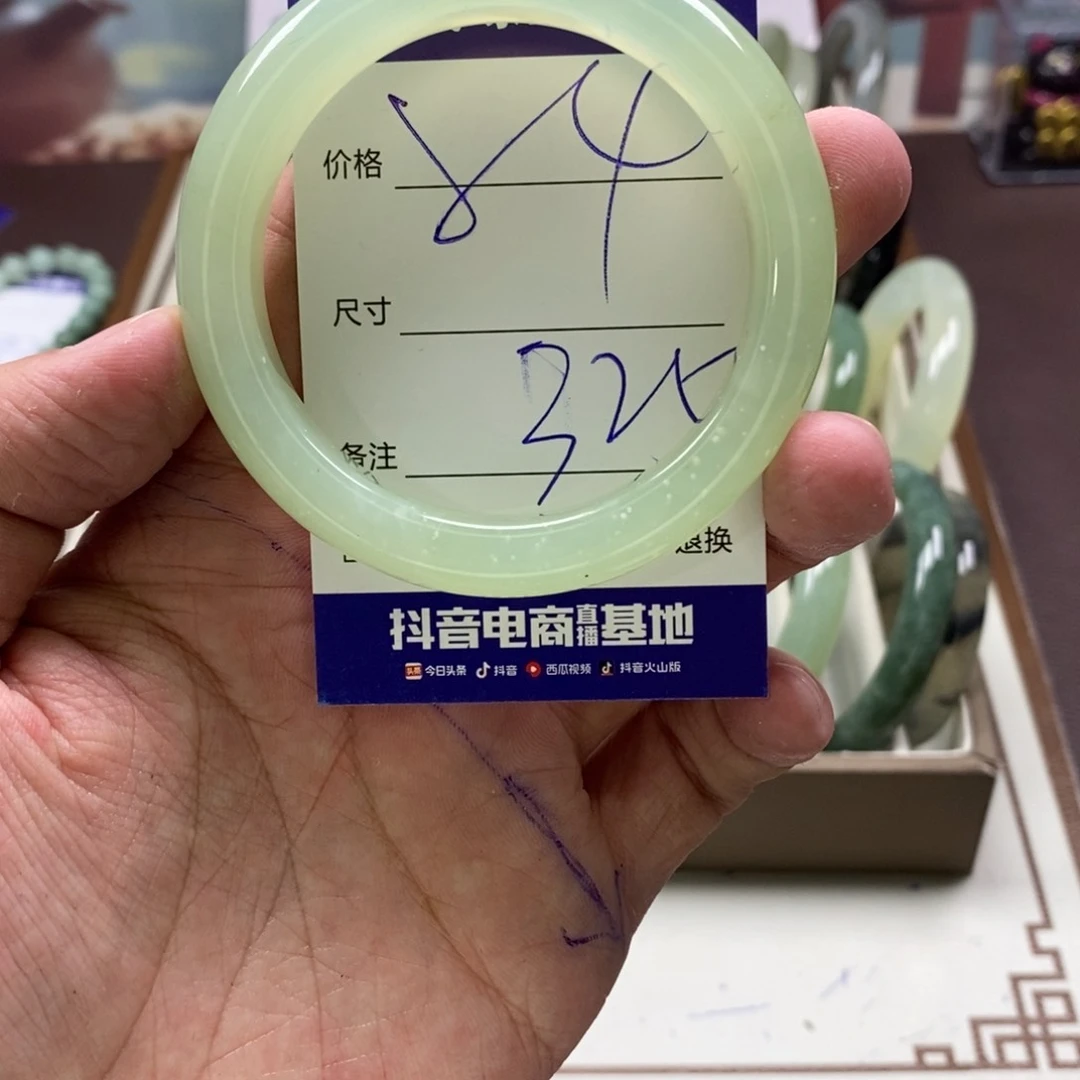 价格 84
尺寸
325
备注
退换
抖音电商直播基地
今日头条 抖音 西瓜视频 抖音火山版